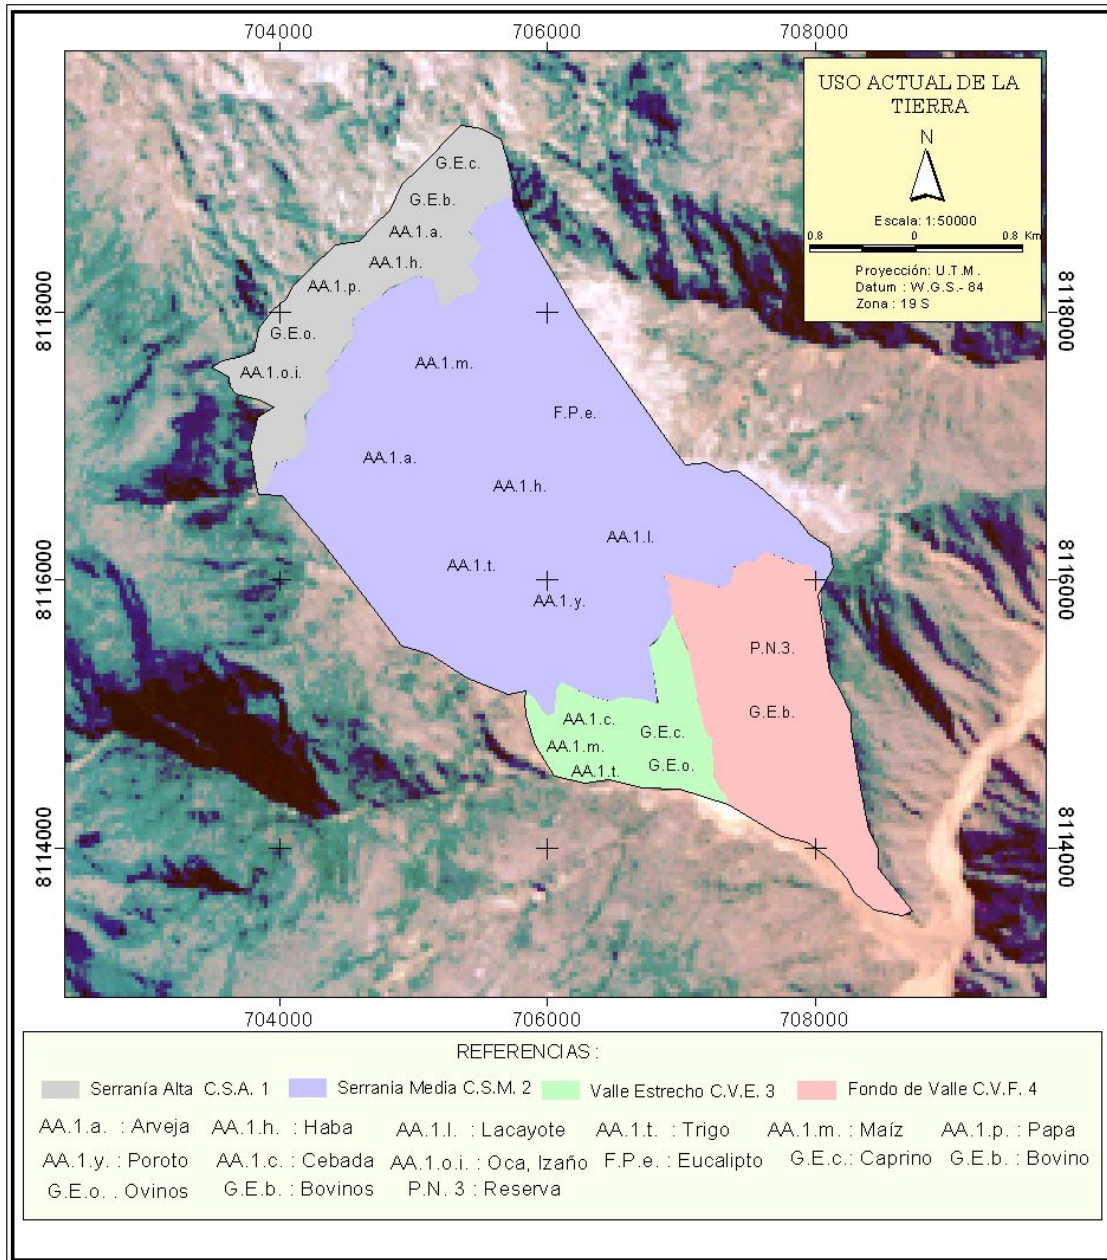 704000 706000 708000
USO ACTUAL DE LA
TIERRA
N
Escala: 1:50000
0.8 0 0.8 Km
Proyección: U.T.M.
Datum : W.G.S.- 84
Zona : 19 S
8118000
8118000
8116000
8116000
8114000
8114000
G.E.c.
G.E.b.
AA.1.a.
AA.1.h.
AA.1.p.
G.E.o.
AA.1.o.i.
AA.1.m.
F.P.e.
AA.1.a.
AA.1.h.
AA.1.l.
AA.1.t.
AA.1.y.
P.N.3.
G.E.b.
AA.1.c.
G.E.c.
AA.1.m.
G.E.o.
AA.1.t.
704000 706000 708000
REFERENCIAS :
Serranía Alta C.S.A. 1 Serrania Media C.S.M. 2 Valle Estrecho C.V.E. 3 Fondo de Valle C.V.F. 4
AA.1.a. : Arveja AA.1.h. : Haba AA.1.l. : Lacayote AA.1.t. : Trigo AA.1.m. : Maíz AA.1.p. : Papa
AA.1.y. : Poroto AA.1.c. : Cebada AA.1.o.i. : Oca, Izaño F.P.e. : Eucalipto G.E.c.: Caprino G.E.b. : Bovino
G.E.o. . Ovinos G.E.b. : Bovinos P.N. 3 : Reserva